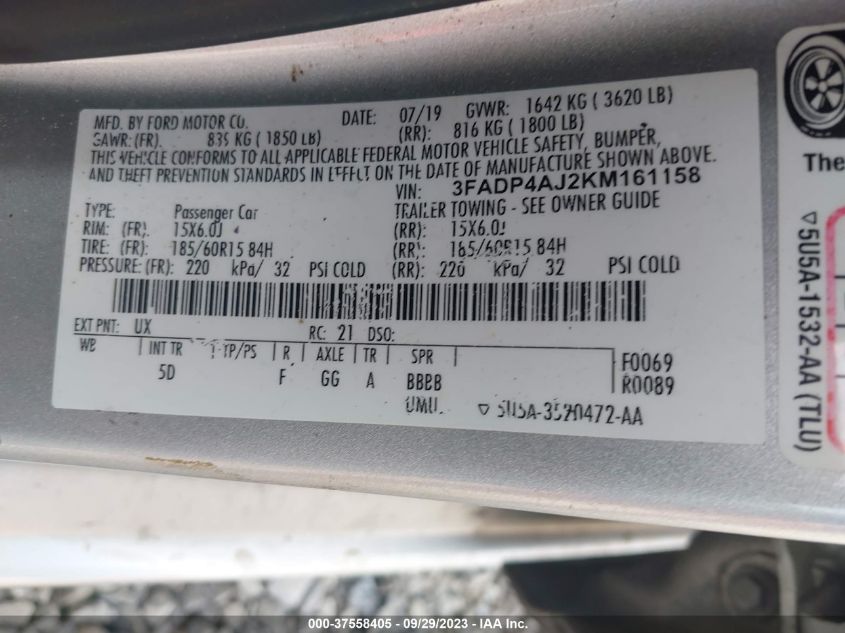 MFD. BY FORD MOTOR CO.
DATE: 07/19 GVWR: 1642 KG ( 3620 LB)
GAWR: (FR). 839 KG ( 1850 LB) (RR): 816 KG ( 1800 LB)
THIS VEHICLE CONFORMS TO ALL APPLICABLE FEDERAL MOTOR VEHICLE SAFETY, BUMPER,
AND THEFT PREVENTION STANDARDS IN EFFECT ON THE DATE OF MANUFACTURE SHOWN ABOVE.
VIN: 3FADP4AJ2KM161158
TYPE: Passenger Car TRAILER TOWING - SEE OWNER GUIDE
RIM: (FR) 15X6.0J (RR): 15X6.0J
TIRE: (FR) 185/60R15 84H (RR): 185/60R15 84H
PRESSURE: (FR): 220 kPa/ 32 PSI COLD (RR): 220 kPa/ 32 PSI COLD
EXT PNT: UX RC: 21 DSO:
WB INT TR TP/PS R AXLE TR SPR
5D F GG A BBBB
F0069
R0089
UMU. 5U5A-3520472-AA
The
5U5A-1532-AA (TLU)
000-37558405 - 09/29/2023 - IAA, Inc.